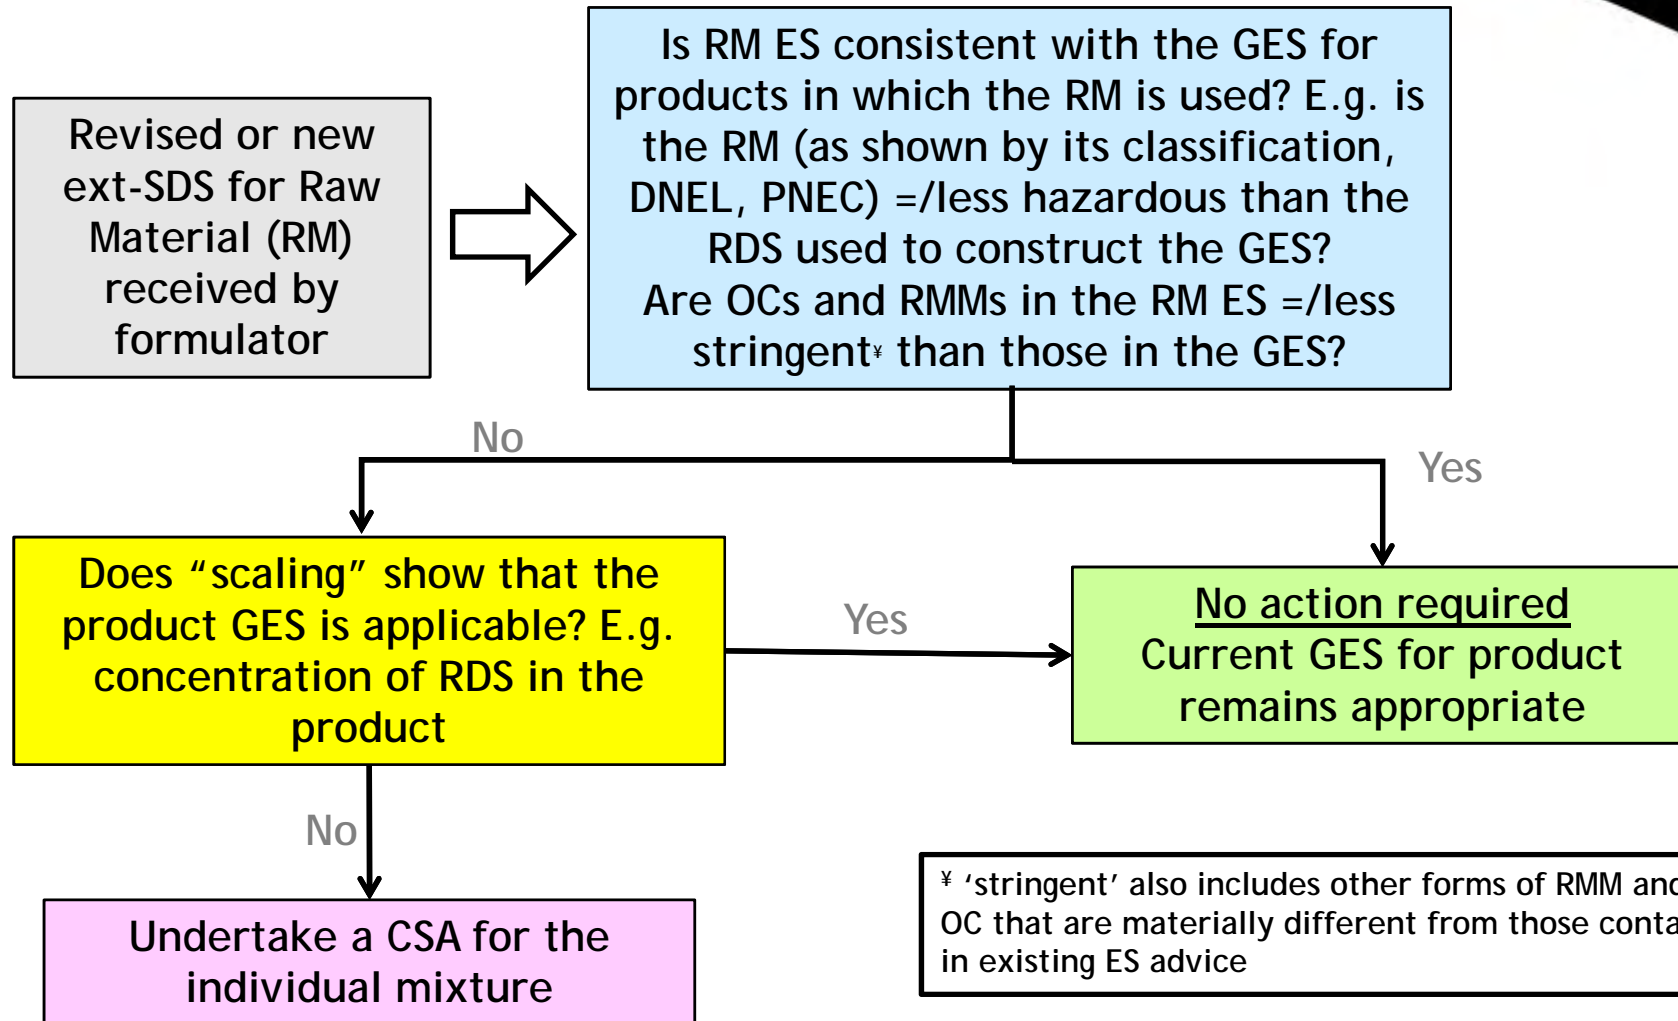 Revised or new
ext-SDS for Raw
Material (RM)
received by
formulator
Is RM ES consistent with the GES for
products in which the RM is used? E.g. is
the RM (as shown by its classification,
DNEL, PNEC) =/less hazardous than the
RDS used to construct the GES?
Are OCs and RMMs in the RM ES =/less
stringent¥ than those in the GES?
No
Yes
Does “scaling” show that the
product GES is applicable? E.g.
concentration of RDS in the
product
Yes
No action required
Current GES for product
remains appropriate
No
Undertake a CSA for the
individual mixture
¥ ‘stringent’ also includes other forms of RMM and
OC that are materially different from those conta
in existing ES advice